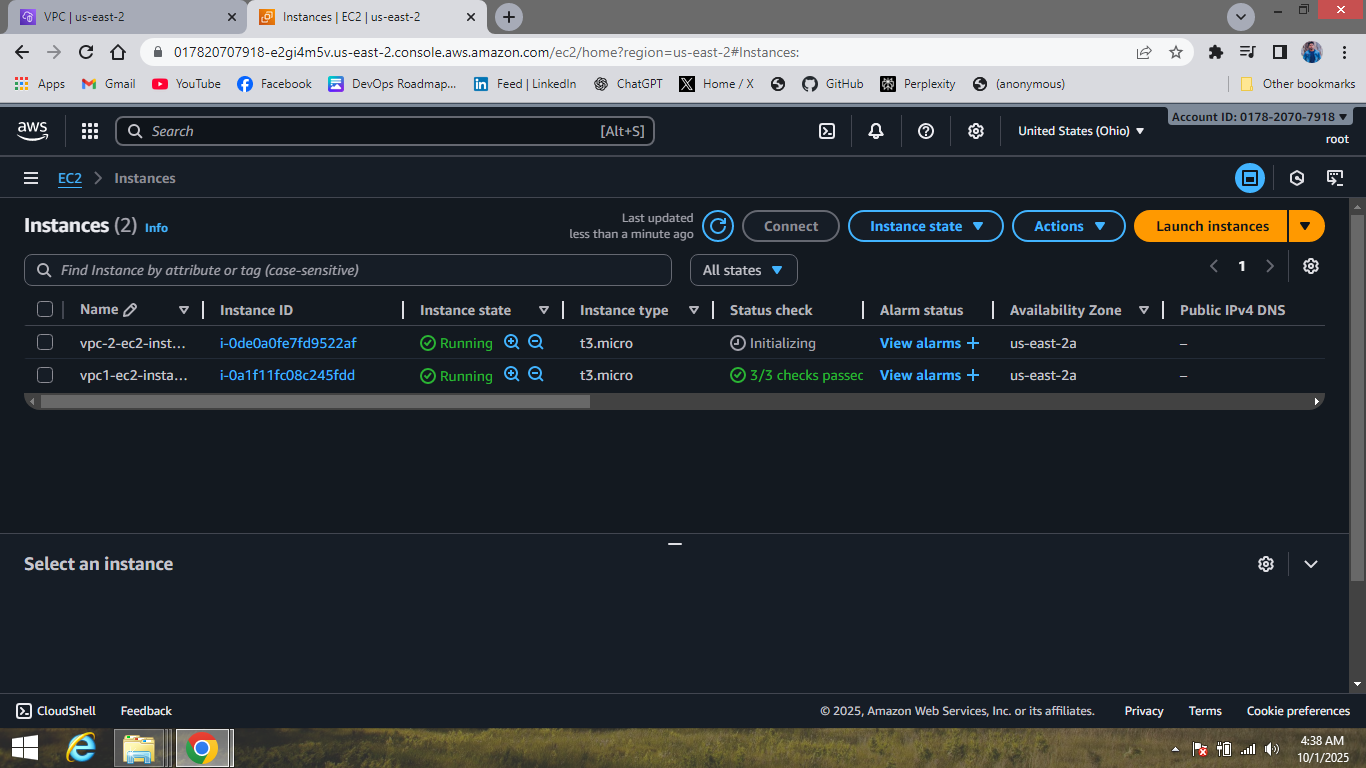 VPC | us-east-2
Instances | EC2 | us-east-2
017820707918-e2gi4m5v.us-east-2.console.aws.amazon.com/ec2/home?region=us-east-2#Instances:
Apps
Gmail
YouTube
Facebook
DevOps Roadmap...
Feed | LinkedIn
ChatGPT
Home / X
GitHub
Perplexity
(anonymous)
Other bookmarks
aws
Search
[Alt+S]
United States (Ohio)
Account ID: 0178-2070-7918
root
EC2
Instances
Instances (2) Info
Last updated
less than a minute ago
Connect
Instance state
Actions
Launch instances
Find Instance by attribute or tag (case-sensitive)
All states
1
Name Instance ID Instance state Instance type Status check Alarm status Availability Zone Public IPv4 DNS
vpc-2-ec2-inst... i-0de0a0fe7fd9522af Running t3.micro Initializing View alarms + us-east-2a –
vpc1-ec2-insta... i-0a1f11fc08c245fdd Running t3.micro 3/3 checks passec View alarms + us-east-2a –
Select an instance
CloudShell
Feedback
© 2025, Amazon Web Services, Inc. or its affiliates.
Privacy
Terms
Cookie preferences
4:38 AM
10/1/2025